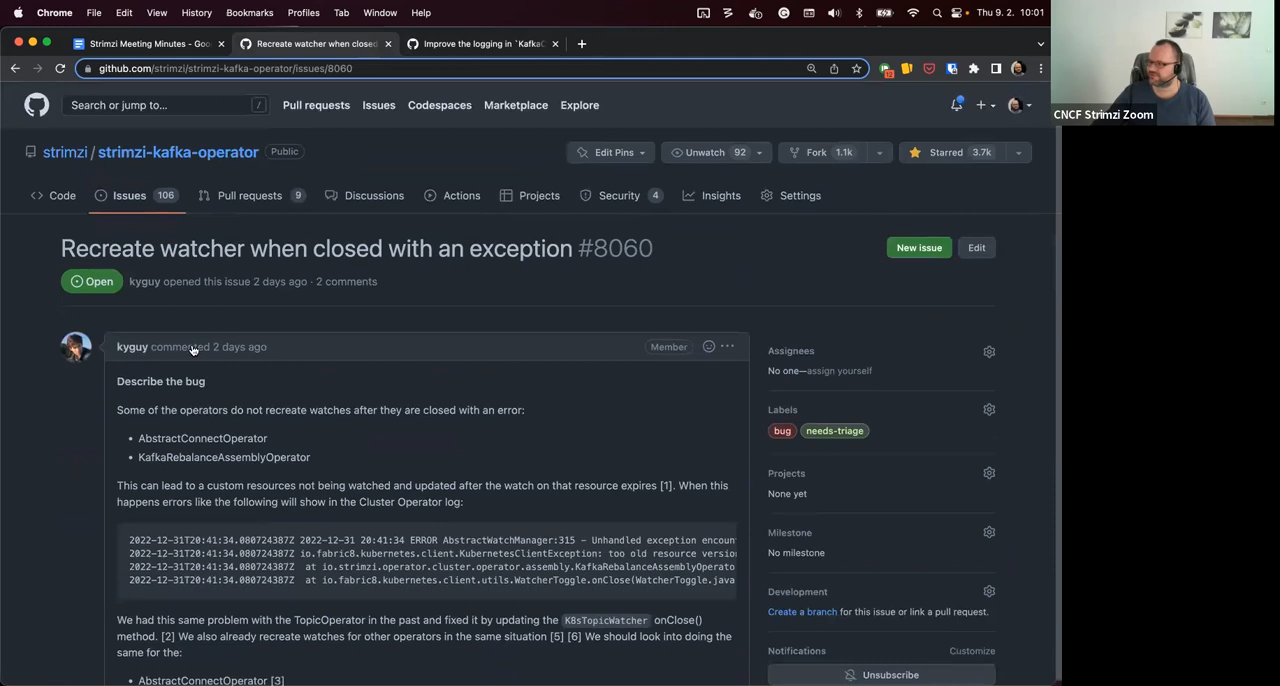 Chrome File Edit View History Bookmarks Profiles Tab Window Help Thu 9. 2. 10:01
Strimzi Meeting Minutes - Goo Recreate watcher when closed Improve the logging in `KafkaC
github.com/strimzi/strimzi-kafka-operator/issues/8060
12
Search or jump to... / Pull requests Issues Codespaces Marketplace Explore
CNCF Strimzi Zoom
strimzi / strimzi-kafka-operator Public Edit Pins Unwatch 92 Fork 1.1k Starred 3.7k
Code Issues 106 Pull requests 9 Discussions Actions Projects Security 4 Insights Settings
Recreate watcher when closed with an exception #8060 New issue Edit
Open kyguy opened this issue 2 days ago · 2 comments
kyguy commented 2 days ago Member
Describe the bug
Some of the operators do not recreate watches after they are closed with an error:
• AbstractConnectOperator
• KafkaRebalanceAssemblyOperator
This can lead to a custom resources not being watched and updated after the watch on that resource expires [1]. When this
happens errors like the following will show in the Cluster Operator log:
2022-12-31T20:41:34.080724387Z 2022-12-31 20:41:34 ERROR AbstractWatchManager:315 - Unhandled exception encoun
2022-12-31T20:41:34.080724387Z io.fabric8.kubernetes.client.KubernetesClientException: too old resource versio
2022-12-31T20:41:34.080724387Z at io.strimzi.operator.cluster.operator.assembly.KafkaRebalanceAssemblyOperato
2022-12-31T20:41:34.080724387Z at io.fabric8.kubernetes.client.utils.WatcherToggle.onClose(WatcherToggle.java
We had this same problem with the TopicOperator in the past and fixed it by updating the K8sTopicWatcher onClose()
method. [2] We also already recreate watches for other operators in the same situation [5] [6] We should look into doing the
same for the:
• AbstractConnectOperator [3]
Assignees
No one—assign yourself
Labels
bug needs-triage
Projects
None yet
Milestone
No milestone
Development
Create a branch for this issue or link a pull request.
Notifications Customize
Unsubscribe